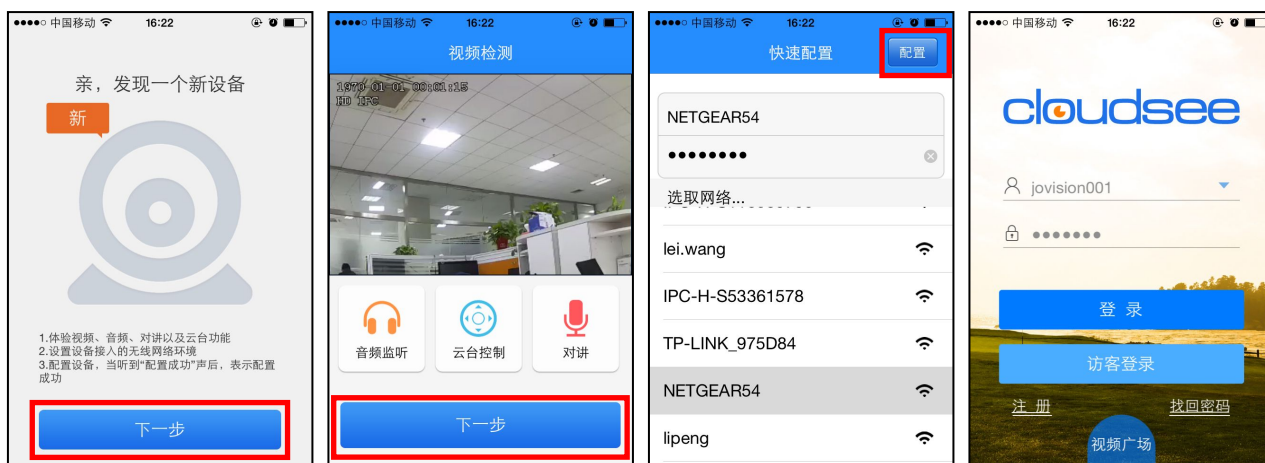 中国移动 16:22
亲，发现一个新设备
新
1.体验视频、音频、对讲以及云台功能
2.设置设备接入的无线网络环境
3.配置设备，当听到“配置成功”声后，表示配置
成功
下一步
中国移动 16:22
视频检测
1970-01-01 00:01:15
HD IPC
音频监听 云台控制 对讲
下一步
中国移动 16:22
快速配置 配置
NETGEAR54
●●●●●●●●
选取网络...
lei.wang
IPC-H-S53361578
TP-LINK_975D84
NETGEAR54
lipeng
中国移动 16:22
cloudsee
jovision001
●●●●●●●
登 录
访客登录
注 册 找回密码
视频广场